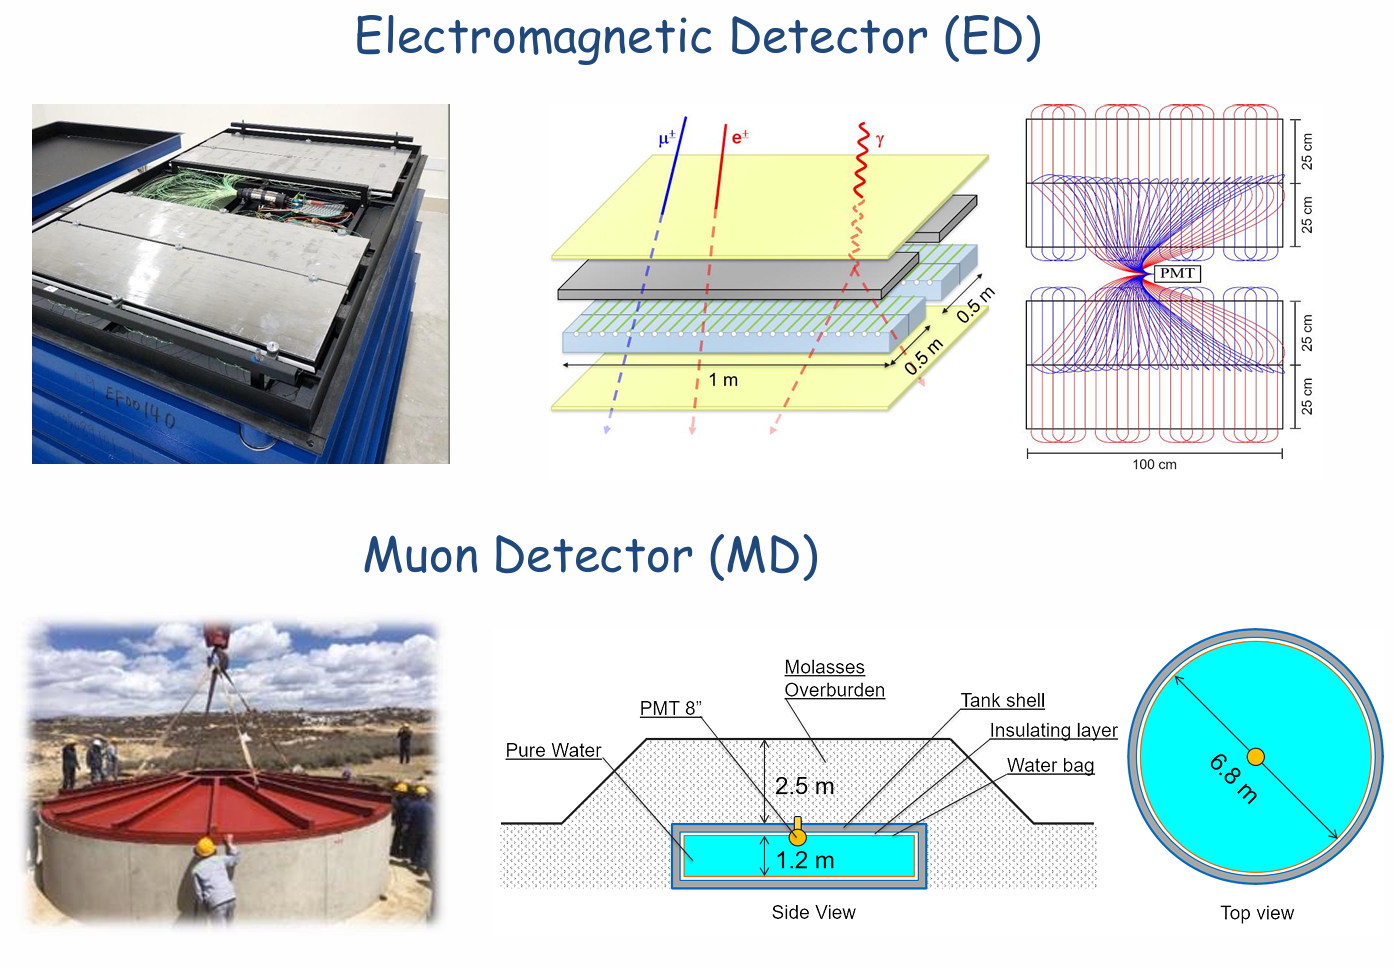 Electromagnetic Detector (ED)
μ±
e±
γ
0.5 m
0.5 m
1 m
PMT
25 cm
25 cm
25 cm
25 cm
100 cm
EF00140
Muon Detector (MD)
Molasses
Overburden
PMT 8”
Tank shell
Pure Water
Insulating layer
Water bag
2.5 m
1.2 m
Side View
6.8 m
Top view